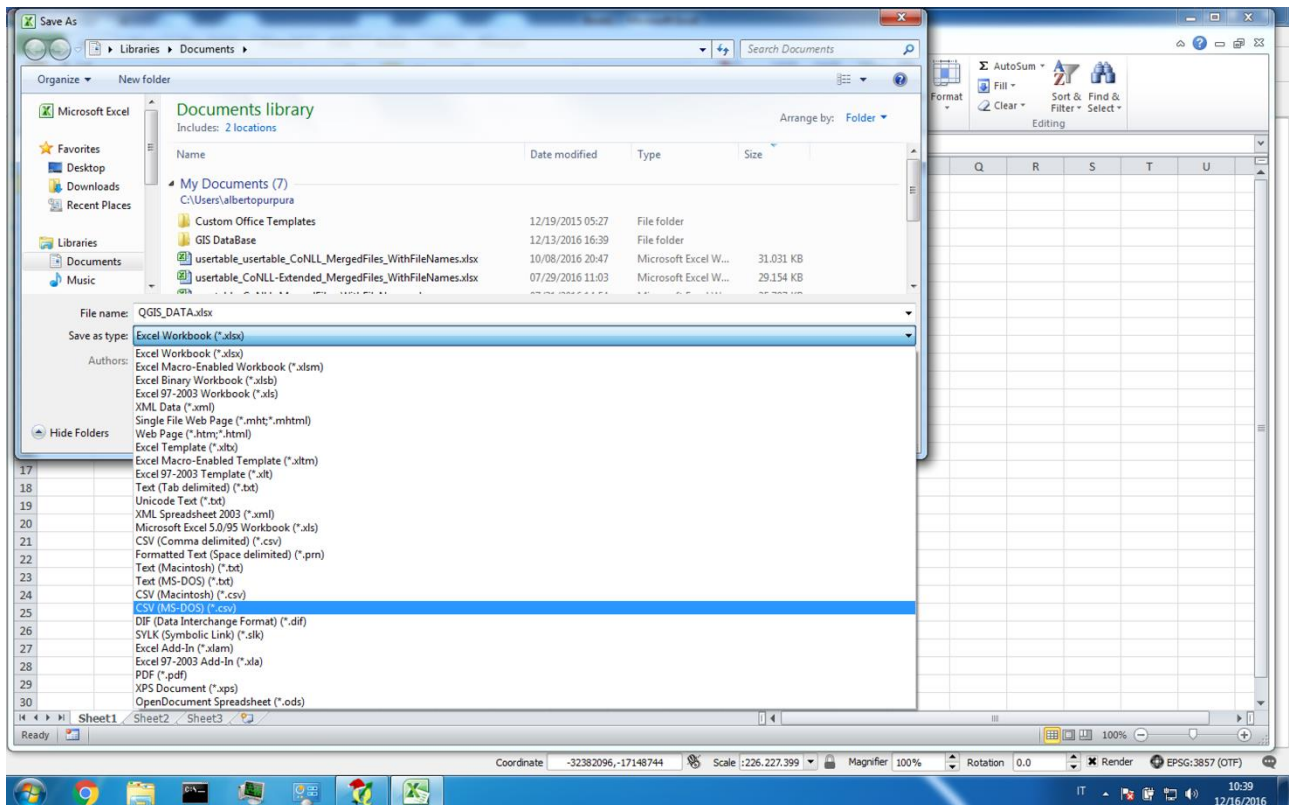 Save As
Libraries Documents
Search Documents
Organize New folder
Microsoft Excel
Favorites
Desktop
Downloads
Recent Places
Libraries
Documents
Music
Documents library
Includes: 2 locations
Arrange by: Folder
Name Date modified Type Size
My Documents (7)
C:\Users\albertopurpura
Custom Office Templates 12/19/2015 05:27 File folder
GIS DataBase 12/13/2016 16:39 File folder
usertable_usertable_CoNLL_MergedFiles_WithFileNames.xlsx 10/08/2016 20:47 Microsoft Excel W... 31.031 KB
usertable_CoNLL-Extended_MergedFiles_WithFileNames.xlsx 07/29/2016 11:03 Microsoft Excel W... 29.154 KB
File name: QGIS_DATA.xlsx
Save as type: Excel Workbook (*.xlsx)
Authors:
Hide Folders
Excel Workbook (*.xlsx)
Excel Macro-Enabled Workbook (*.xlsm)
Excel Binary Workbook (*.xlsb)
Excel 97-2003 Workbook (*.xls)
XML Data (*.xml)
Single File Web Page (*.mht;*.mhtml)
Web Page (*.htm;*.html)
Excel Template (*.xltx)
Excel Macro-Enabled Template (*.xltm)
Excel 97-2003 Template (*.xlt)
Text (Tab delimited) (*.txt)
Unicode Text (*.txt)
XML Spreadsheet 2003 (*.xml)
Microsoft Excel 5.0/95 Workbook (*.xls)
CSV (Comma delimited) (*.csv)
Formatted Text (Space delimited) (*.prn)
Text (Macintosh) (*.txt)
Text (MS-DOS) (*.txt)
CSV (Macintosh) (*.csv)
CSV (MS-DOS) (*.csv)
DIF (Data Interchange Format) (*.dif)
SYLK (Symbolic Link) (*.slk)
Excel Add-In (*.xlam)
Excel 97-2003 Add-In (*.xla)
PDF (*.pdf)
XPS Document (*.xps)
OpenDocument Spreadsheet (*.ods)
Format
Σ AutoSum
Fill
Clear
Sort & Filter
Find & Select
Editing
Q R S T U
17
18
19
20
21
22
23
24
25
26
27
28
29
30
Sheet1 Sheet2 Sheet3
Ready 100%
Coordinate -32382096,-17148744 Scale :226.227.399 Magnifier 100% Rotation 0.0 Render EPSG:3857 (OTF)
IT 10:39
12/16/2016